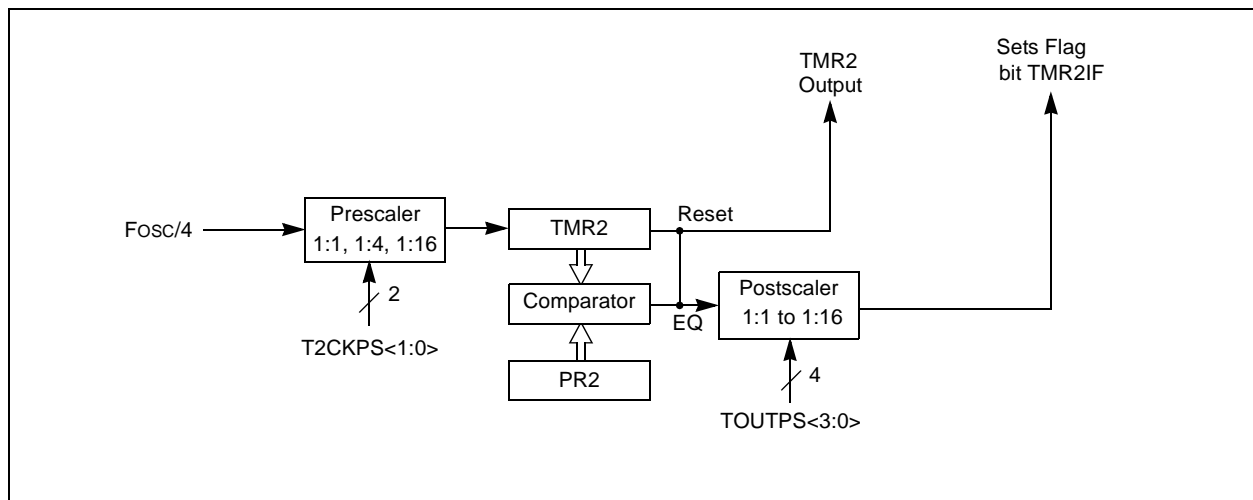 TMR2
Output
Sets Flag
bit TMR2IF
FOSC/4
Prescaler
1:1, 1:4, 1:16
TMR2
Reset
2
T2CKPS<1:0>
Comparator
EQ
Postscaler
1:1 to 1:16
PR2
4
TOUTPS<3:0>